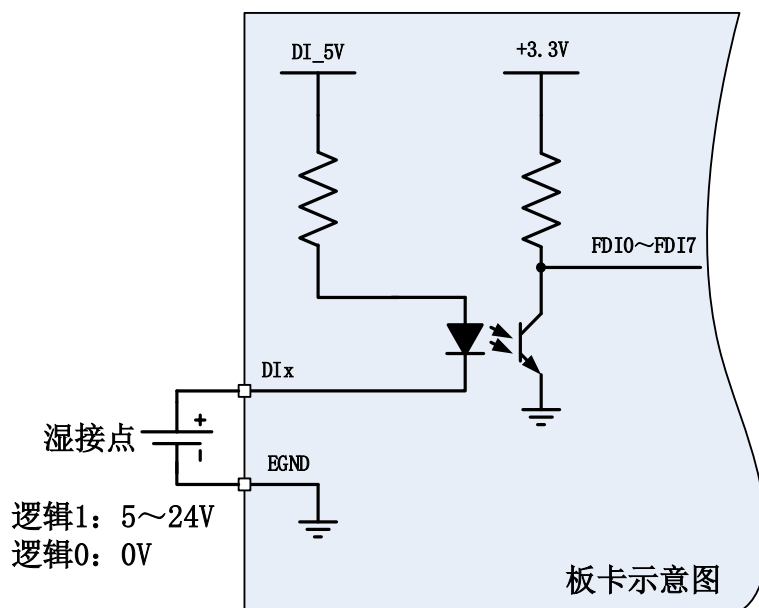 DI_5V
+3.3V
FDI0～FDI7
DIx
+
湿接点
EGND
逻辑1：5～24V
逻辑0：0V
板卡示意图